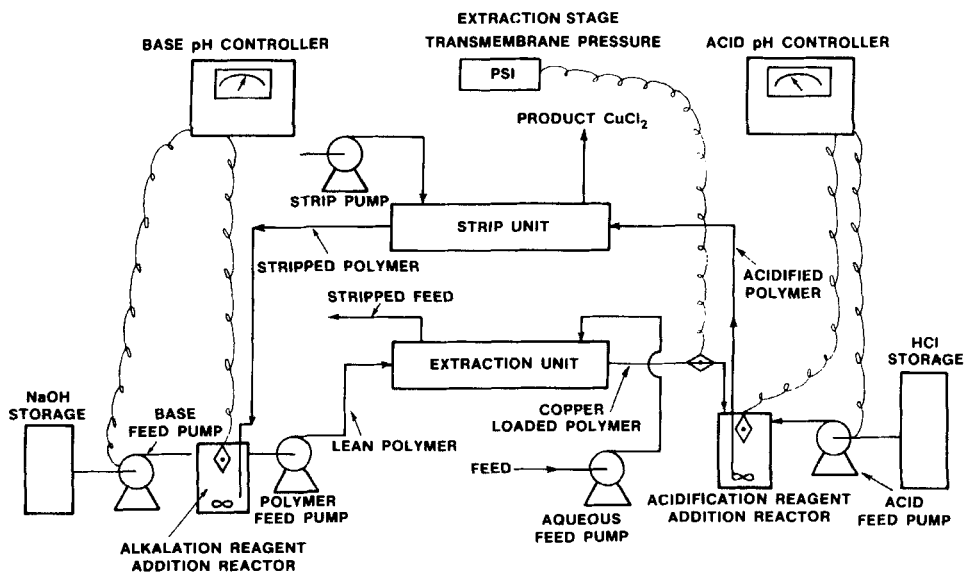 EXTRACTION STAGE
TRANSMEMBRANE PRESSURE
BASE pH CONTROLLER
ACID pH CONTROLLER
PSI
PRODUCT CuCl₂
STRIP PUMP
STRIP UNIT
STRIPPED POLYMER
ACIDIFIED
POLYMER
STRIPPED FEED
EXTRACTION UNIT
HCl
STORAGE
NaOH
STORAGE
BASE
FEED PUMP
LEAN POLYMER
COPPER
LOADED POLYMER
FEED
POLYMER
FEED PUMP
AQUEOUS
FEED PUMP
ACIDIFICATION REAGENT
ADDITION REACTOR
ACID
FEED PUMP
ALKALATION REAGENT
ADDITION REACTOR